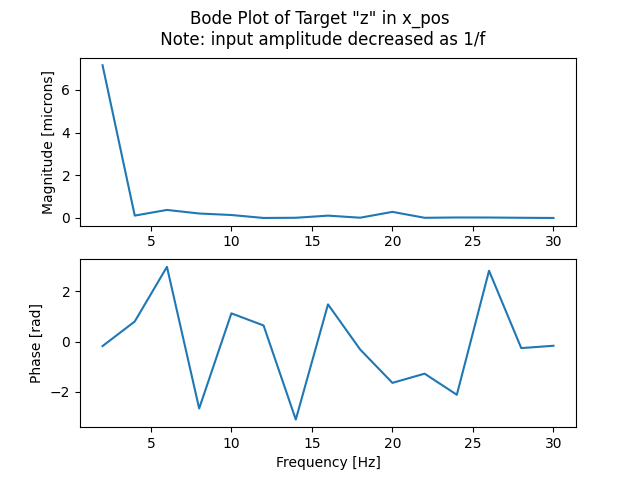 Bode Plot of Target "z" in x_pos
Note: input amplitude decreased as 1/f
Magnitude [microns]
6
4
2
0
5 10 15 20 25 30
Phase [rad]
2
0
−2
5 10 15 20 25 30
Frequency [Hz]